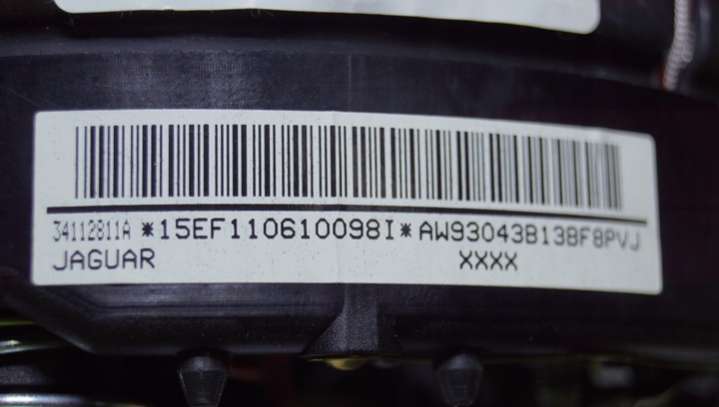 34112811A *15EF110610098I* AW93043B13BF8PVJ
JAGUAR XXXX